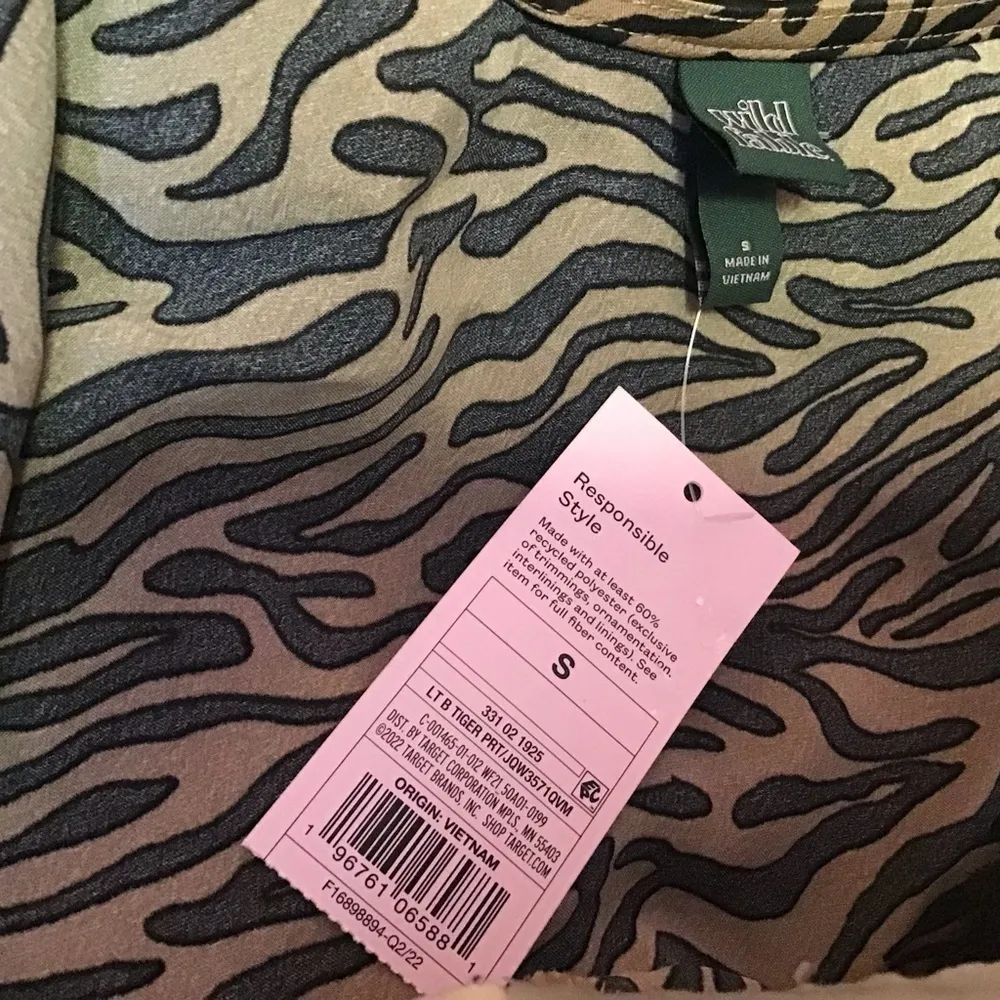 wild
fable.
S
MADE IN
VIETNAM
Responsible
Style
Made with at least 60%
recycled polyester (exclusive
of trimmings, ornamentation,
interlinings and linings). See
item for full fiber content.
S
331 02 1925
LT B TIGER PRT/JQW3571QVM
C-001465-01-012 WF21_50A01-0199
DIST. BY TARGET CORPORATION MPLS, MN 55403
©2022 TARGET BRANDS, INC. SHOP TARGET.COM
ORIGIN: VIETNAM
1 96761 06588 1
F16898894-Q2/22